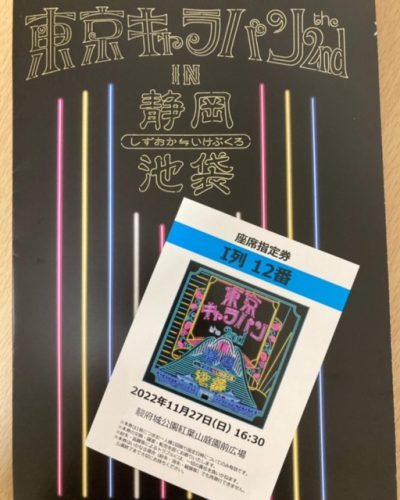 東京キャラバン the 2nd
IN
静岡
しずおか⇆いけぶくろ
池袋
座席指定券
I列 12番
東京
キャラバン
the 2nd
2022年11月27日(日) 16:30
駿府城公園紅葉山庭園前広場